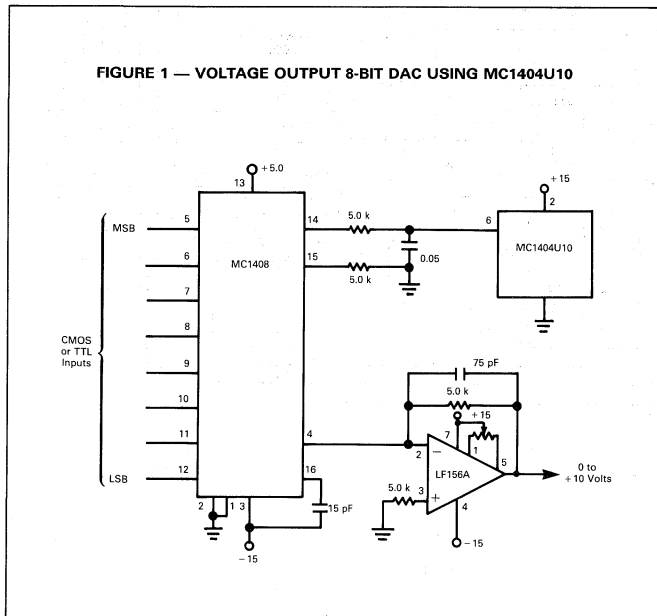 FIGURE 1 — VOLTAGE OUTPUT 8-BIT DAC USING MC1404U10
+5.0
13
+15
2
MSB
5
14
5.0 k
6
MC1404U10
MC1408
0.05
6
15
5.0 k
7
8
CMOS
or TTL
Inputs
9
75 pF
10
5.0 k
+15
11
4
7
1
2
−
5
LF156A
0 to
+10 Volts
LSB
12
16
5.0 k
3
+
4
2
1
3
15 pF
−15
−15